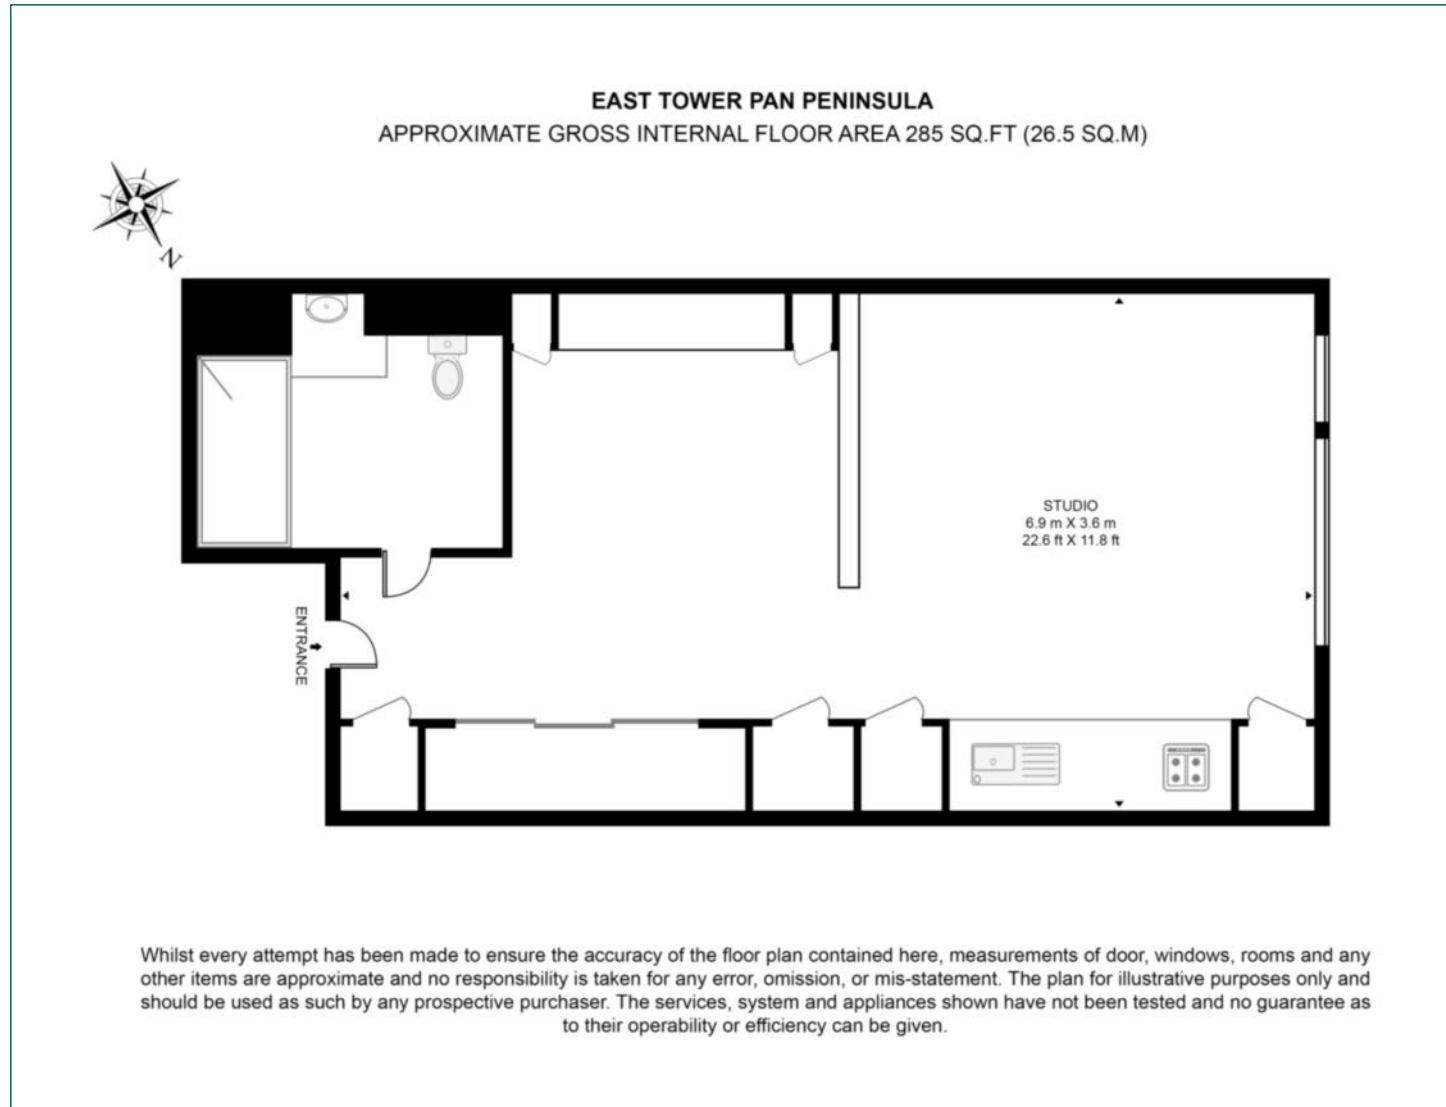 EAST TOWER PAN PENINSULA
APPROXIMATE GROSS INTERNAL FLOOR AREA 285 SQ.FT (26.5 SQ.M)
N
STUDIO
6.9 m X 3.6 m
22.6 ft X 11.8 ft
ENTRANCE
Whilst every attempt has been made to ensure the accuracy of the floor plan contained here, measurements of door, windows, rooms and any
other items are approximate and no responsibility is taken for any error, omission, or mis-statement. The plan for illustrative purposes only and
should be used as such by any prospective purchaser. The services, system and appliances shown have not been tested and no guarantee as
to their operability or efficiency can be given.